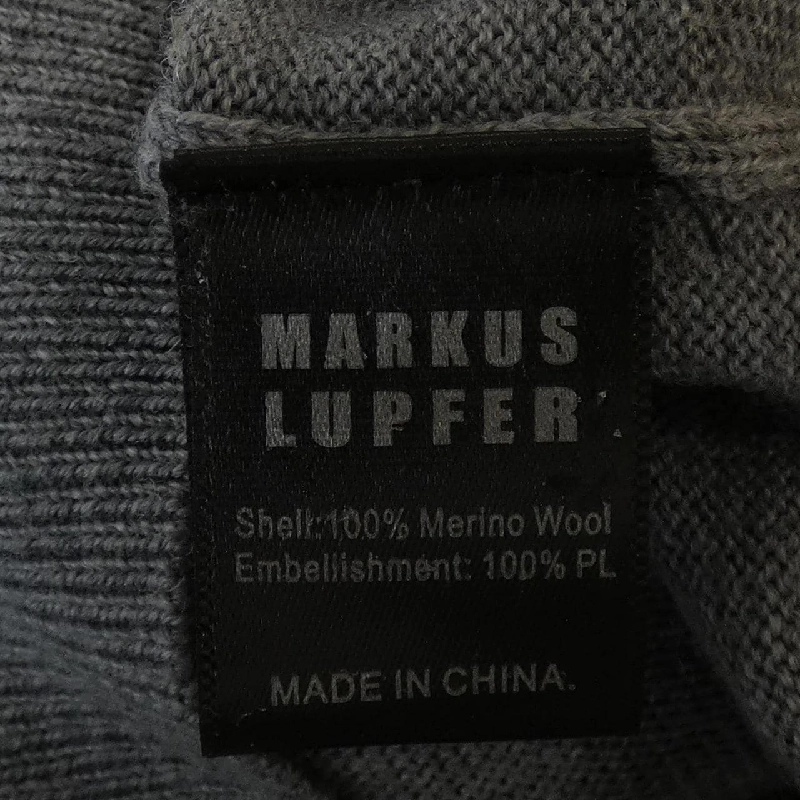 MARKUS
LUPFER
Shell:100% Merino Wool
Embellishment: 100% PL
MADE IN CHINA.